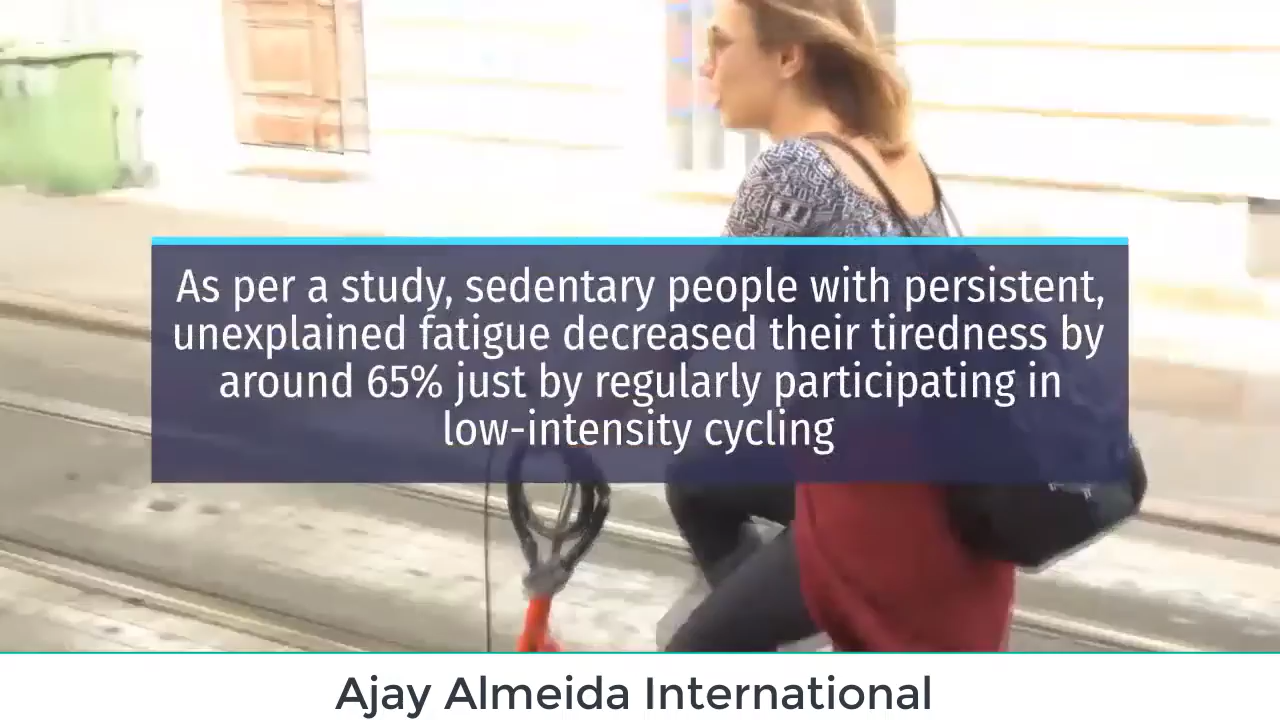 As per a study, sedentary people with persistent,
unexplained fatigue decreased their tiredness by
around 65% just by regularly participating in
low-intensity cycling
Ajay Almeida International